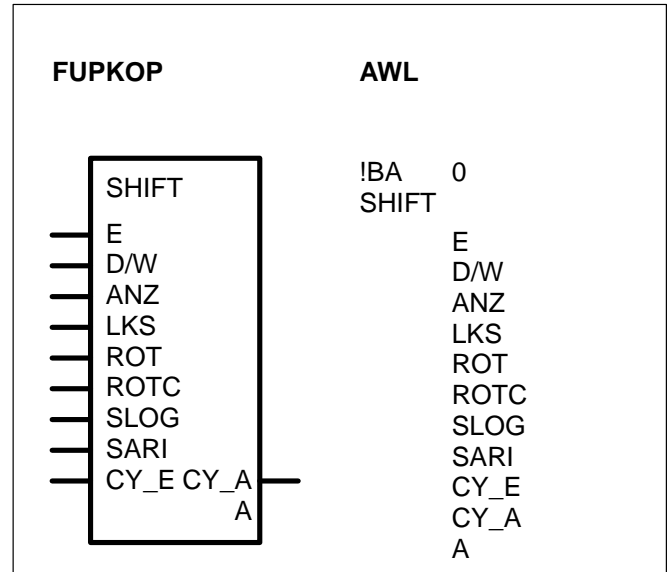 FUPKOP AWL
SHIFT
E
D/W
ANZ
LKS
ROT
ROTC
SLOG
SARI
CY_E CY_A
A
!BA 0
SHIFT
E
D/W
ANZ
LKS
ROT
ROTC
SLOG
SARI
CY_E
CY_A
A